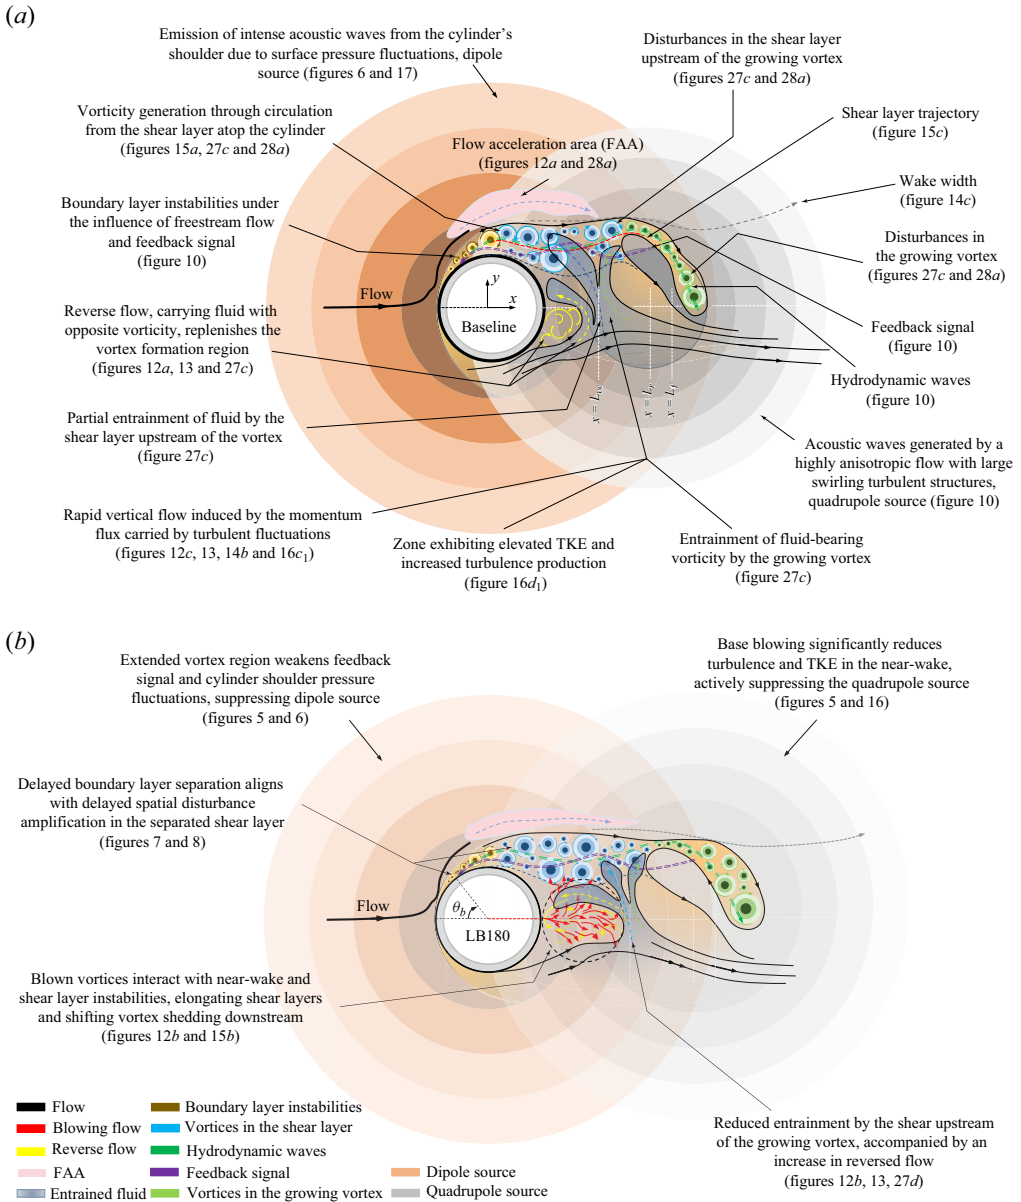 (a)
Emission of intense acoustic waves from the cylinder's
shoulder due to surface pressure fluctuations, dipole
source (figures 6 and 17)
Disturbances in the shear layer
upstream of the growing vortex
(figures 27c and 28a)
Vorticity generation through circulation
from the shear layer atop the cylinder
(figures 15a, 27c and 28a)
Flow acceleration area (FAA)
(figures 12a and 28a)
Shear layer trajectory
(figure 15c)
Boundary layer instabilities under
the influence of freestream flow
and feedback signal
(figure 10)
Wake width
(figure 14c)
Disturbances in
the growing vortex
(figures 27c and 28a)
Flow
y
x
Baseline
Reverse flow, carrying fluid with
opposite vorticity, replenishes the
vortex formation region
(figures 12a, 13 and 27c)
Feedback signal
(figure 10)
Hydrodynamic waves
(figure 10)
Partial entrainment of fluid by the
shear layer upstream of the vortex
(figure 27c)
Acoustic waves generated by a
highly anisotropic flow with large
swirling turbulent structures,
quadrupole source (figure 10)
Rapid vertical flow induced by the momentum
flux carried by turbulent fluctuations
(figures 12c, 13, 14b and 16c1)
Zone exhibiting elevated TKE and
increased turbulence production
(figure 16d1)
Entrainment of fluid-bearing
vorticity by the growing vortex
(figure 27c)
(b)
Extended vortex region weakens feedback
signal and cylinder shoulder pressure
fluctuations, suppressing dipole source
(figures 5 and 6)
Base blowing significantly reduces
turbulence and TKE in the near-wake,
actively suppressing the quadrupole source
(figures 5 and 16)
Delayed boundary layer separation aligns
with delayed spatial disturbance
amplification in the separated shear layer
(figures 7 and 8)
Flow
θb
LB180
Blown vortices interact with near-wake and
shear layer instabilities, elongating shear layers
and shifting vortex shedding downstream
(figures 12b and 15b)
Reduced entrainment by the shear upstream
of the growing vortex, accompanied by an
increase in reversed flow
(figures 12b, 13, 27d)
Flow
Blowing flow
Reverse flow
FAA
Entrained fluid
Boundary layer instabilities
Vortices in the shear layer
Hydrodynamic waves
Feedback signal
Vortices in the growing vortex
Dipole source
Quadrupole source